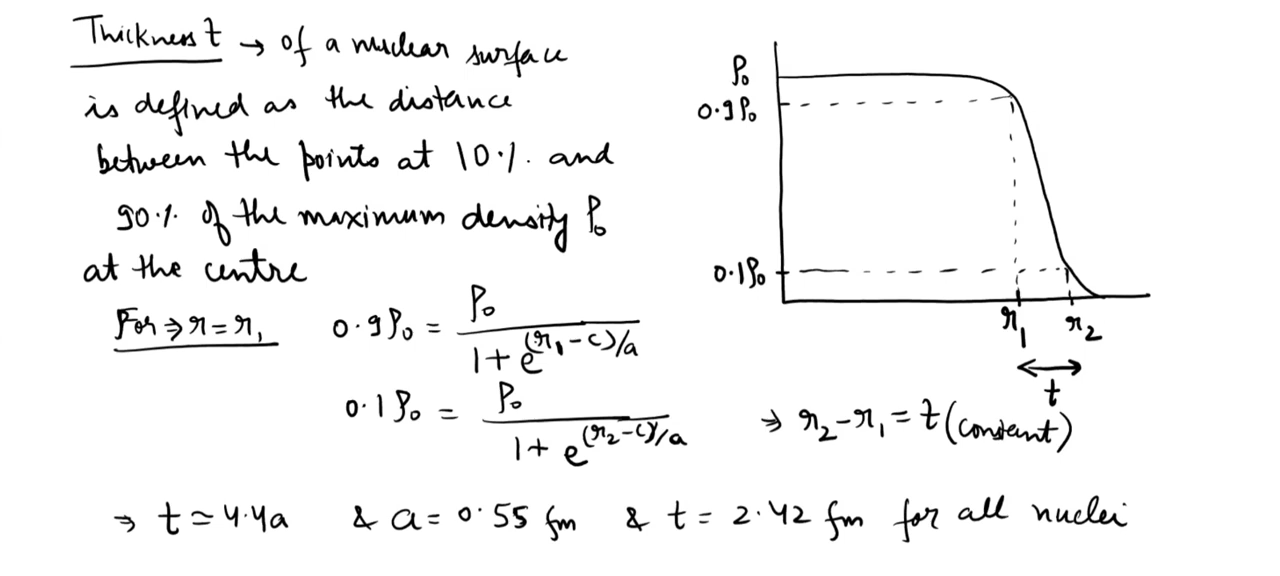 Thickness t → of a nuclear surface
is defined as the distance
between the points at 10% and
90% of the maximum density ρ₀
at the centre
For ⇒ r = r₁ 0.9ρ₀ = ρ₀ / (1 + e^((r₁-c)/a))
0.1ρ₀ = ρ₀ / (1 + e^((r₂-c)/a))
⇒ r₂ - r₁ = t (constant)
⇒ t ≃ 4.4a & a = 0.55 fm & t = 2.42 fm for all nuclei
ρ₀
0.9ρ₀
0.1ρ₀
r₁ r₂
t